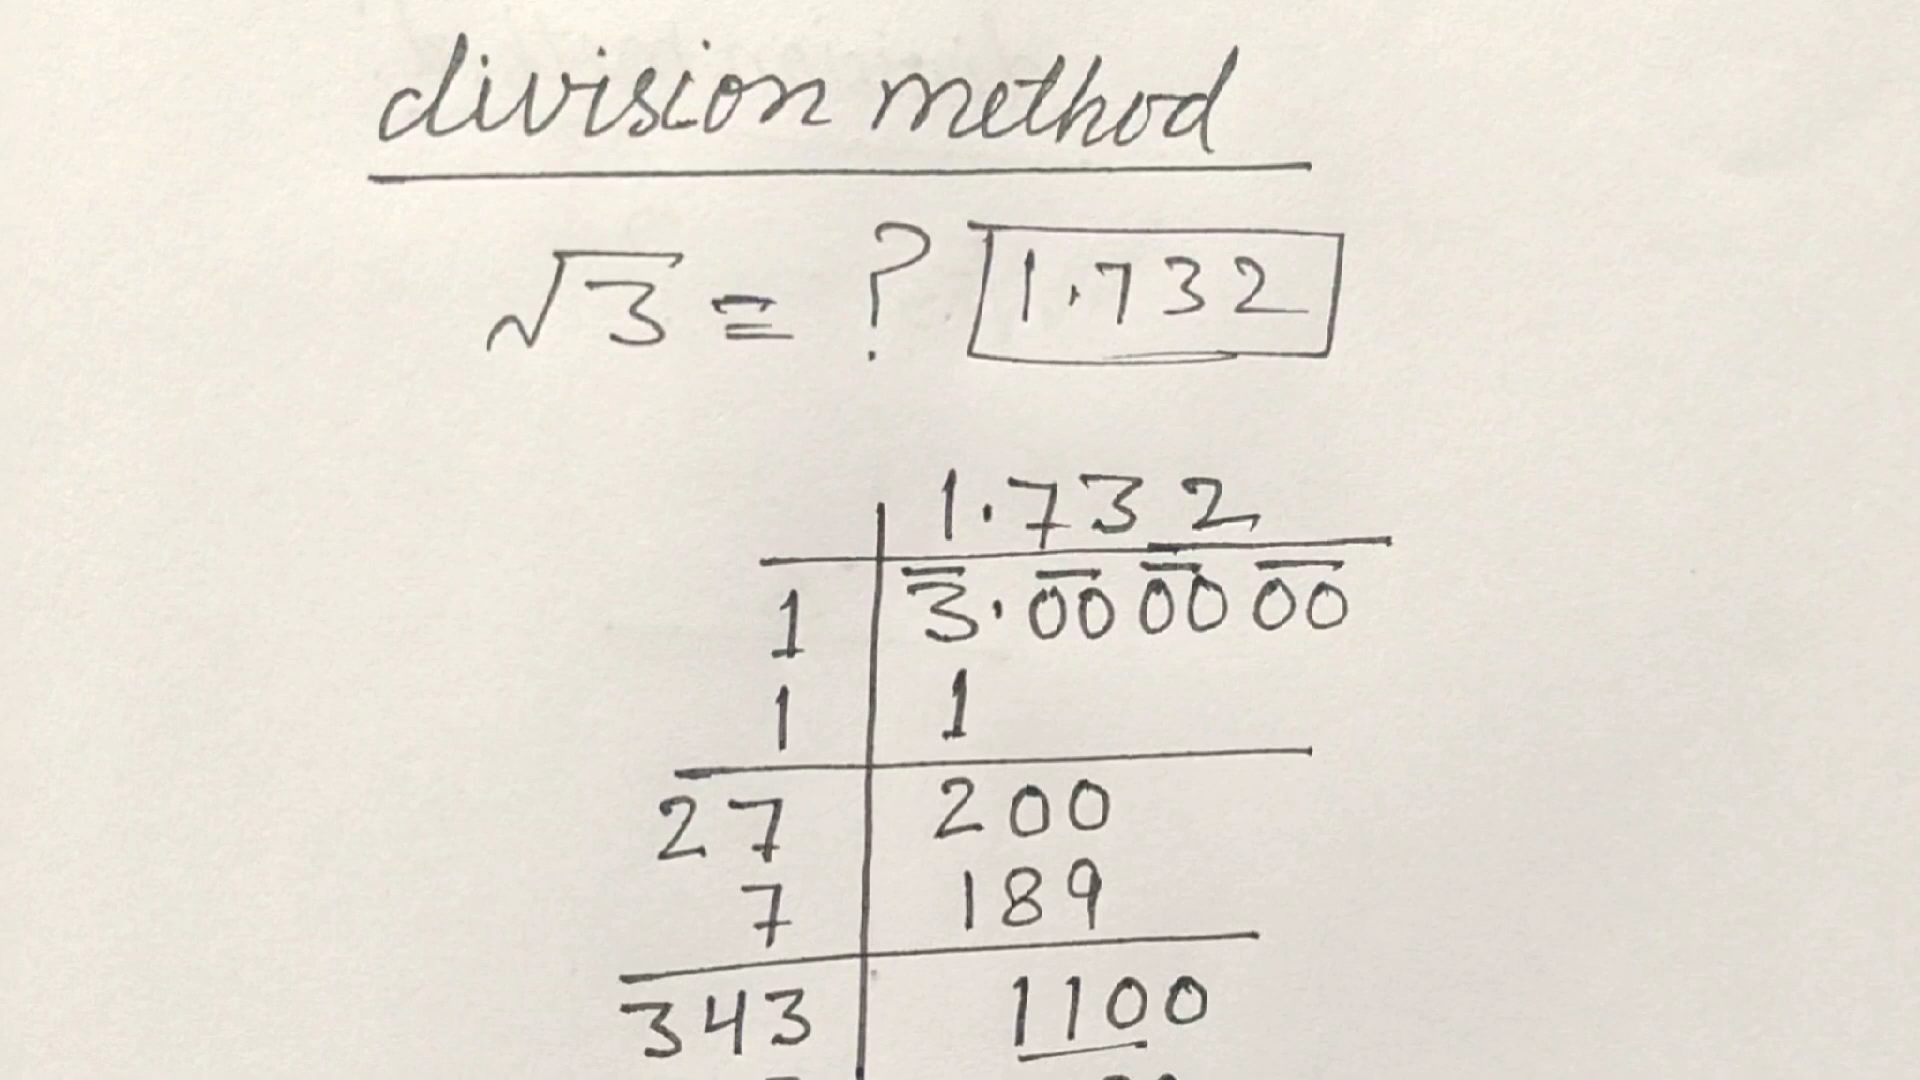 division method
√3 = ? 1.732
1.732
1 3.00 00 00
1 1
27 200
7 189
343 1100